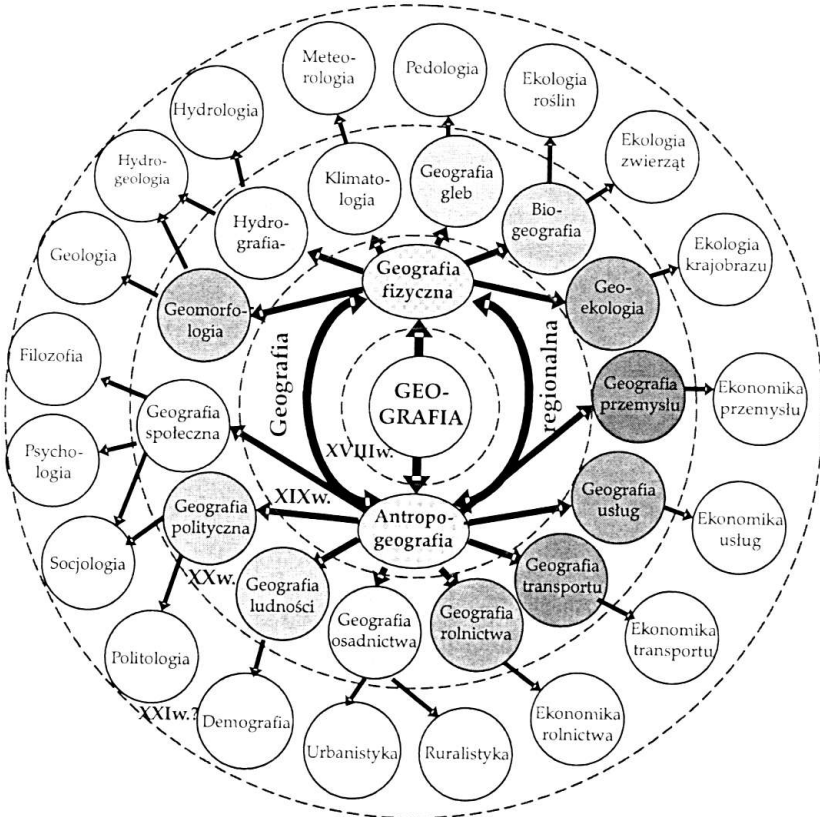 Meteo-
rologia
Pedologia
Ekologia
roślin
Hydrologia
Ekologia
zwierząt
Hydro-
geologia
Klimato-
logia
Geografia
gleb
Bio-
geografia
Hydro-
grafia-
Geologia
Ekologia
krajobrazu
Geografia
fizyczna
Geomorfo-
logia
Geo-
ekologia
Filozofia
Geografia
regionalna
Geografia
przemysłu
Ekonomika
przemysłu
GEO-
GRAFIA
Geografia
społeczna
Psycho-
logia
XVIIIw.
XIXw.
Geografia
polityczna
Antropo-
geografia
Geografia
usług
Ekonomika
usług
Socjologia
XXw.
Geografia
ludności
Geografia
osadnictwa
Geografia
rolnictwa
Geografia
transportu
Ekonomika
transportu
Politologia
XXIw.?
Demografia
Urbanistyka
Ruralistyka
Ekonomika
rolnictwa